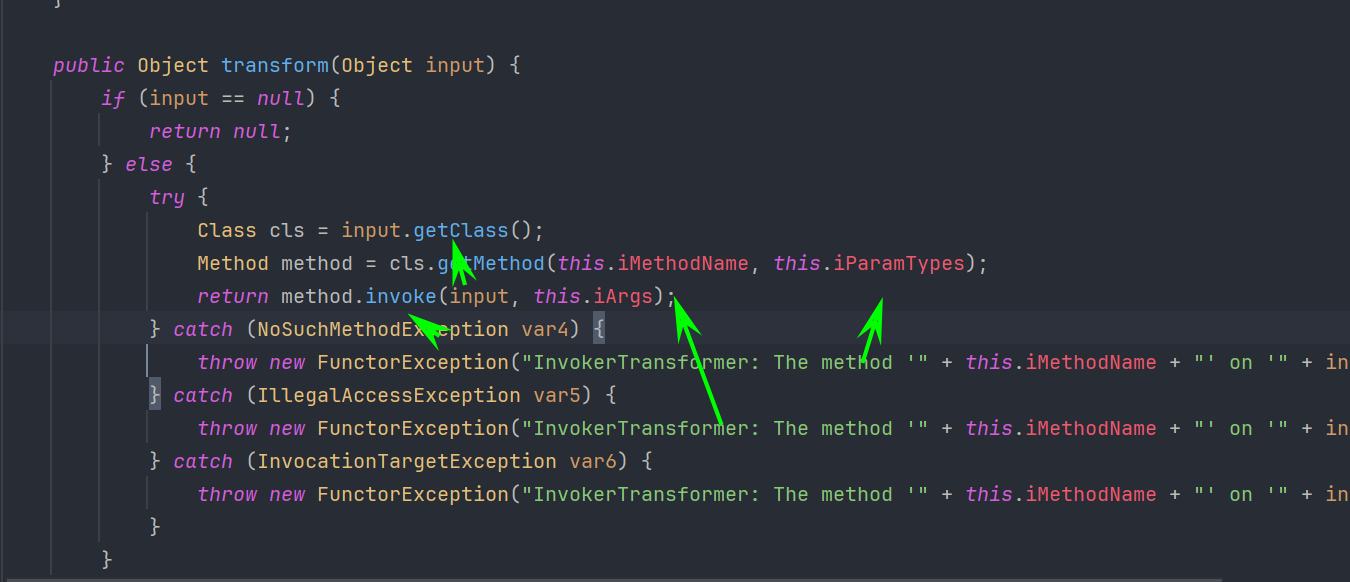 }
public Object transform(Object input) {
if (input == null) {
return null;
} else {
try {
Class cls = input.getClass();
Method method = cls.getMethod(this.iMethodName, this.iParamTypes);
return method.invoke(input, this.iArgs);
} catch (NoSuchMethodException var4) {
throw new FunctorException("InvokerTransformer: The method '" + this.iMethodName + "' on '" + in
} catch (IllegalAccessException var5) {
throw new FunctorException("InvokerTransformer: The method '" + this.iMethodName + "' on '" + in
} catch (InvocationTargetException var6) {
throw new FunctorException("InvokerTransformer: The method '" + this.iMethodName + "' on '" + in
}
}